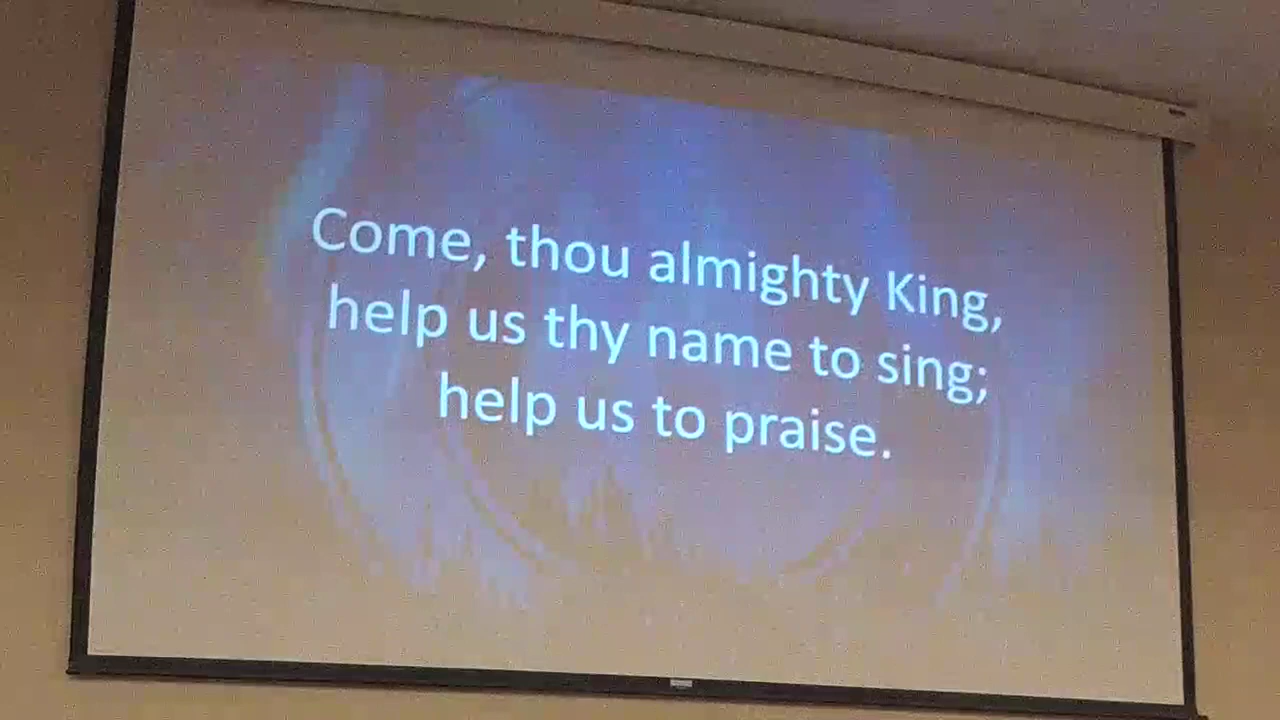 Come, thou almighty King,
help us thy name to sing;
help us to praise.